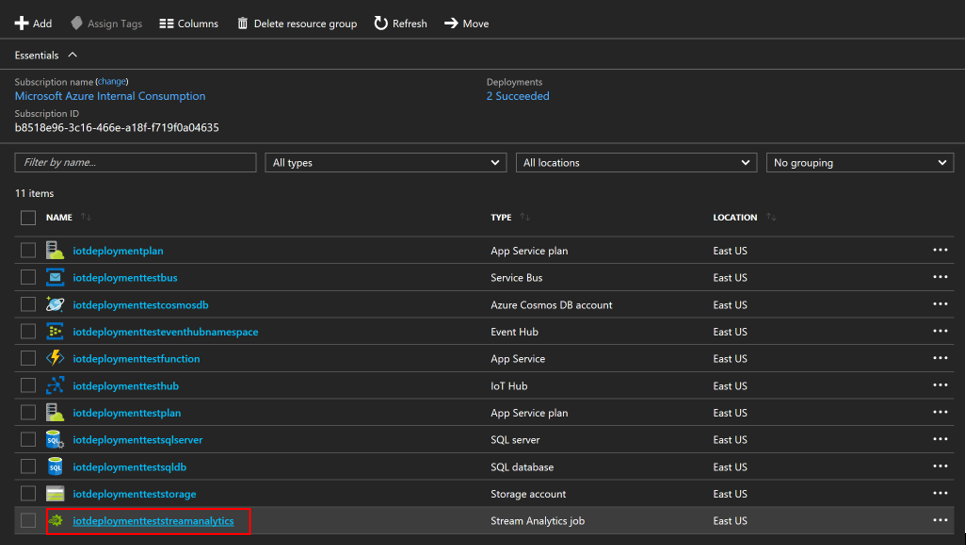 Add Assign Tags Columns Delete resource group Refresh Move
Essentials
Subscription name (change) Deployments
Microsoft Azure Internal Consumption 2 Succeeded
Subscription ID
b8518e96-3c16-466e-a18f-f719f0a04635
Filter by name... All types All locations No grouping
11 items
NAME TYPE LOCATION
iotdeploymentplan App Service plan East US
iotdeploymenttestbus Service Bus East US
iotdeploymenttestcosmosdb Azure Cosmos DB account East US
iotdeploymenttesteventhubnamespace Event Hub East US
iotdeploymenttestfunction App Service East US
iotdeploymenttesthub IoT Hub East US
iotdeploymenttestplan App Service plan East US
SQL iotdeploymenttestsqlserver SQL server East US
SQL iotdeploymenttestsqldb SQL database East US
iotdeploymentteststorage Storage account East US
iotdeploymentteststreamanalytics Stream Analytics job East US